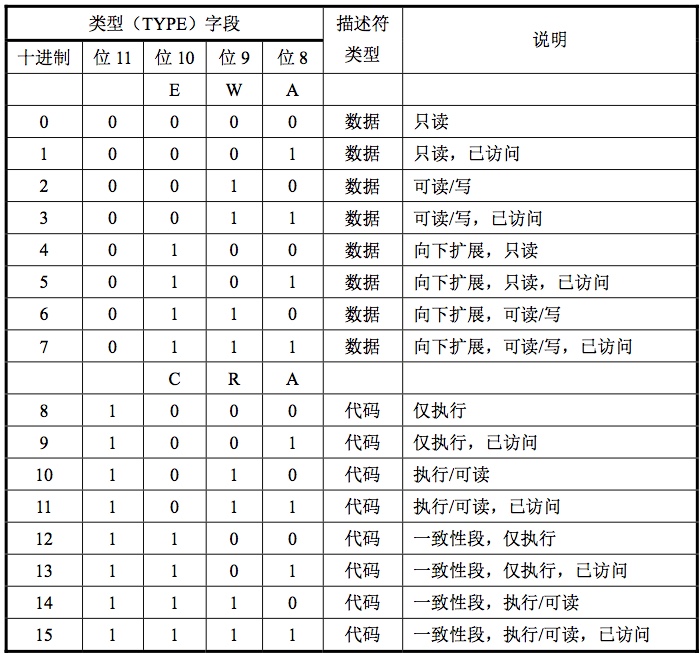 类型（TYPE）字段 描述符类型 说明
十进制 位 11 位 10 位 9 位 8
E W A
0 0 0 0 0 数据 只读
1 0 0 0 1 数据 只读，已访问
2 0 0 1 0 数据 可读/写
3 0 0 1 1 数据 可读/写，已访问
4 0 1 0 0 数据 向下扩展，只读
5 0 1 0 1 数据 向下扩展，只读，已访问
6 0 1 1 0 数据 向下扩展，可读/写
7 0 1 1 1 数据 向下扩展，可读/写，已访问
C R A
8 1 0 0 0 代码 仅执行
9 1 0 0 1 代码 仅执行，已访问
10 1 0 1 0 代码 执行/可读
11 1 0 1 1 代码 执行/可读，已访问
12 1 1 0 0 代码 一致性段，仅执行
13 1 1 0 1 代码 一致性段，仅执行，已访问
14 1 1 1 0 代码 一致性段，执行/可读
15 1 1 1 1 代码 一致性段，执行/可读，已访问